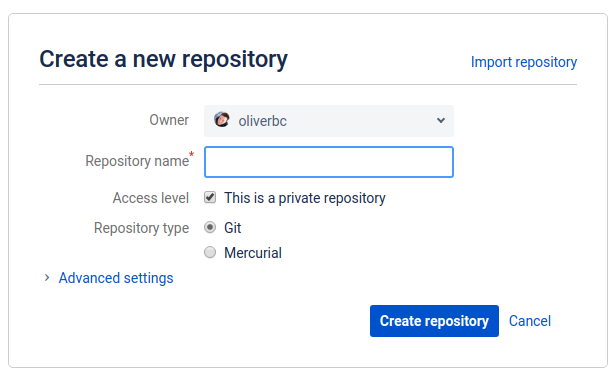 Create a new repository Import repository
Owner oliverbc
Repository name*
Access level This is a private repository
Repository type Git
Mercurial
Advanced settings
Create repository Cancel